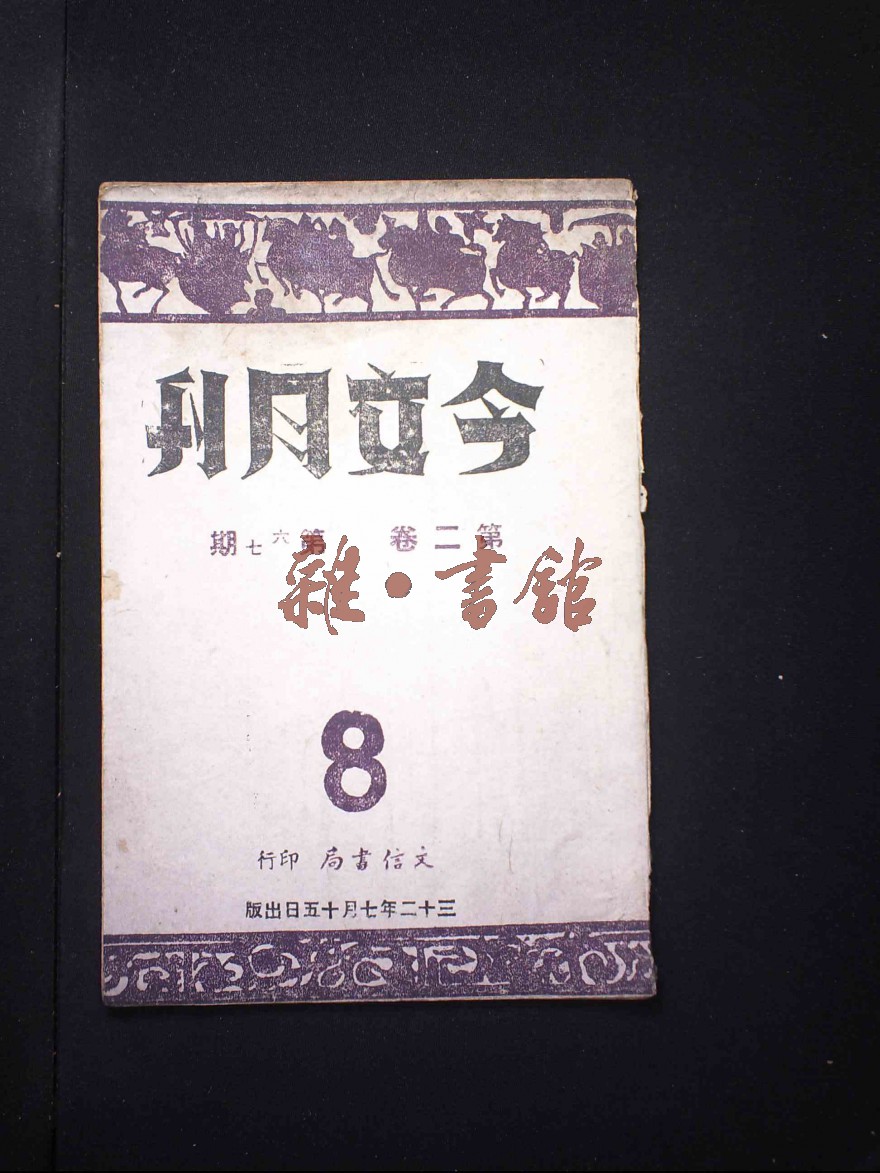 今文月刊
第二卷 第六七期
雜•書館
8
文信書局 印行
三十二年七月十五日出版